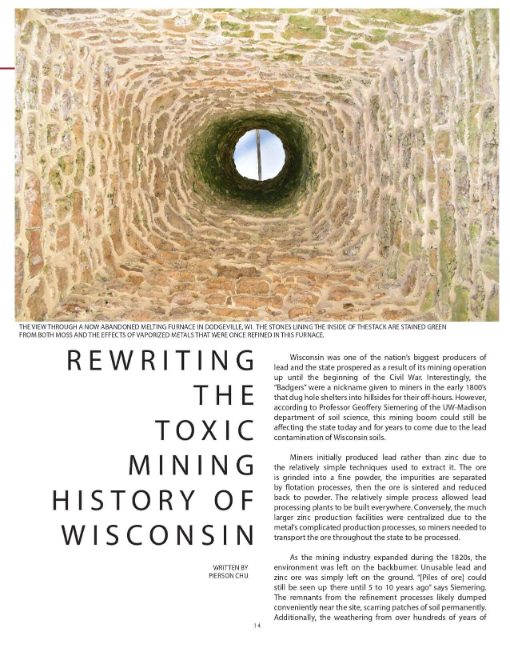 THE VIEW THROUGH A NOW ABANDONED MELTING FURNACE IN DODGEVILLE, WI. THE STONES LINING THE INSIDE OF THESTACK ARE STAINED GREEN
FROM BOTH MOSS AND THE EFFECTS OF VAPORIZED METALS THAT WERE ONCE REFINED IN THIS FURNACE.
REWRITING
THE
TOXIC
MINING
HISTORY OF
WISCONSIN
WRITTEN BY
PIERSON CHU
Wisconsin was one of the nation's biggest producers of
lead and the state prospered as a result of its mining operation
up until the beginning of the Civil War. Interestingly, the
"Badgers" were a nickname given to miners in the early 1800's
that dug hole shelters into hillsides for their off-hours. However,
according to Professor Geoffery Siemering of the UW-Madison
department of soil science, this mining boom could still be
affecting the state today and for years to come due to the lead
contamination of Wisconsin soils.
Miners initially produced lead rather than zinc due to
the relatively simple techniques used to extract it. The ore
is grinded into a fine powder, the impurities are separated
by flotation processes, then the ore is sintered and reduced
back to powder. The relatively simple process allowed lead
processing plants to be built everywhere. Conversely, the much
larger zinc production facilities were centralized due to the
metal's complicated production processes, so miners needed to
transport the ore throughout the state to be processed.
As the mining industry expanded during the 1820s, the
environment was left on the backburner. Unusable lead and
zinc ore was simply left on the ground. "[Piles of ore] could
still be seen up there until 5 to 10 years ago" says Siemering.
The remnants from the refinement processes likely dumped
conveniently near the site, scarring patches of soil permanently.
Additionally, the weathering from over hundreds of years of
14